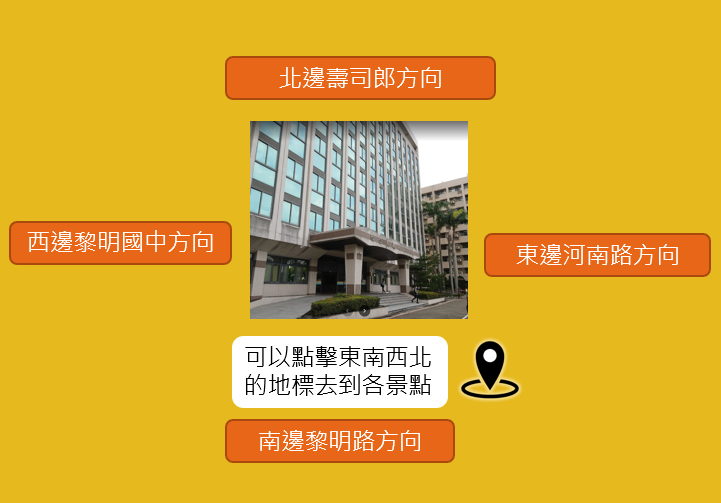 北邊壽司郎方向
西邊黎明國中方向
東邊河南路方向
可以點擊東南西北
的地標去到各景點
南邊黎明路方向